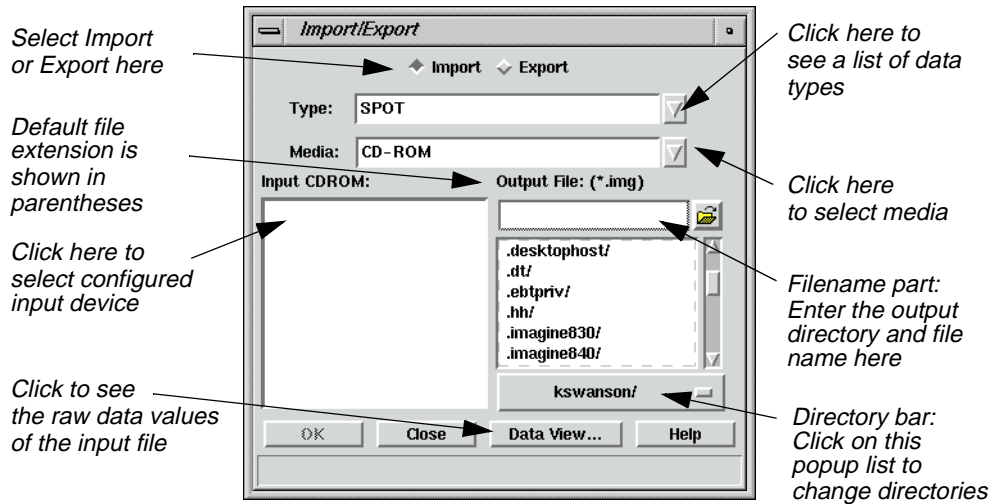 Select Import
or Export here
Default file
extension is
shown in
parentheses
Click here to
select configured
input device
Click to see
the raw data values
of the input file
Import/Export
Import Export
Type: SPOT
Media: CD-ROM
Input CDROM: Output File: (*.img)
.desktophost/
.dt/
.ebtpriv/
.hh/
.imagine830/
.imagine840/
kswanson/
OK Close Data View... Help
Click here to
see a list of data
types
Click here
to select media
Filename part:
Enter the output
directory and file
name here
Directory bar:
Click on this
popup list to
change directories